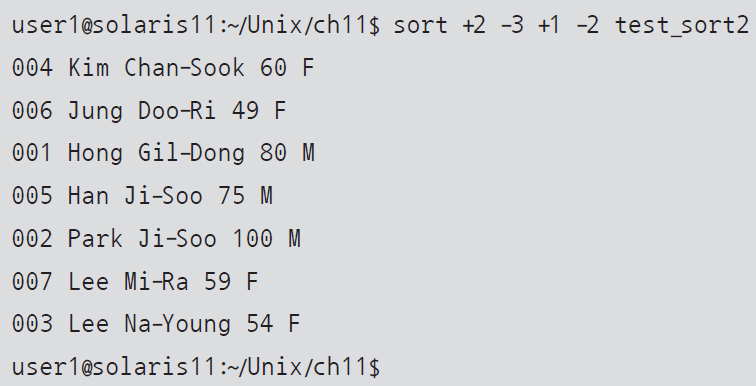 user1@solaris11:~/Unix/ch11$ sort +2 -3 +1 -2 test_sort2
004 Kim Chan-Sook 60 F
006 Jung Doo-Ri 49 F
001 Hong Gil-Dong 80 M
005 Han Ji-Soo 75 M
002 Park Ji-Soo 100 M
007 Lee Mi-Ra 59 F
003 Lee Na-Young 54 F
user1@solaris11:~/Unix/ch11$